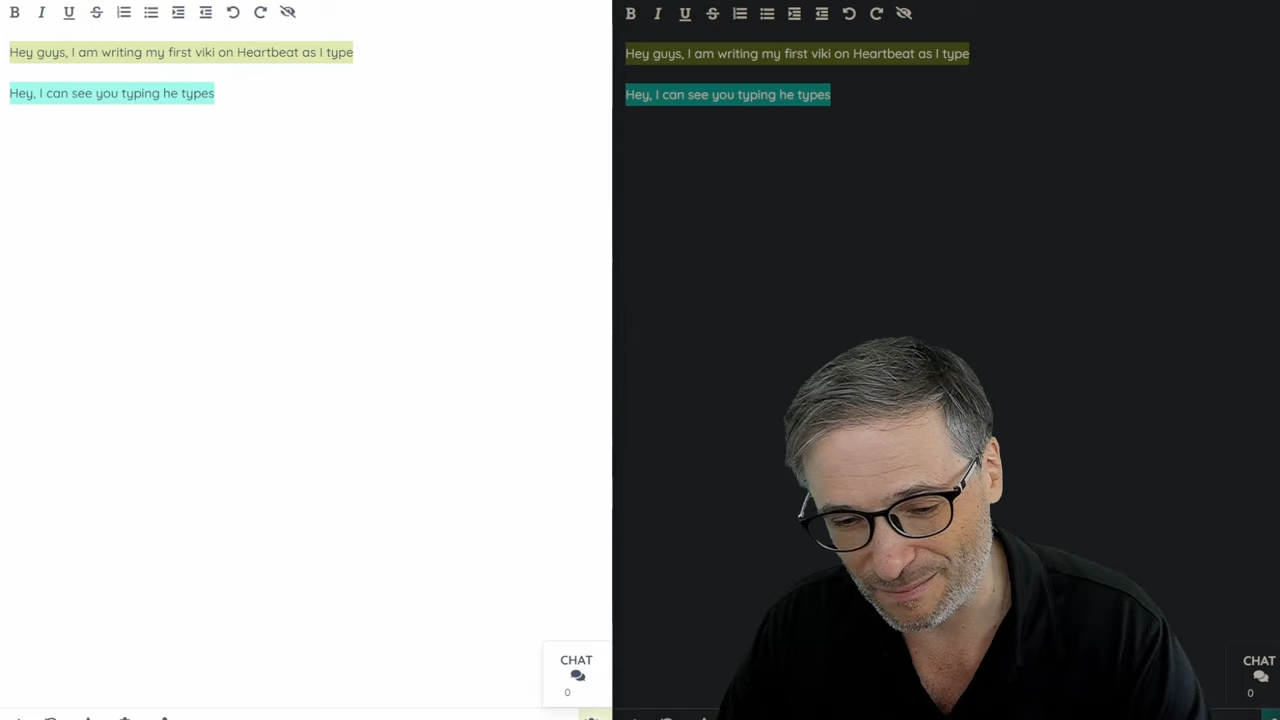 B I U S
Hey guys, I am writing my first viki on Heartbeat as I type
Hey, I can see you typing he types
CHAT
0
B I U S
Hey guys, I am writing my first viki on Heartbeat as I type
Hey, I can see you typing he types
CHAT
0